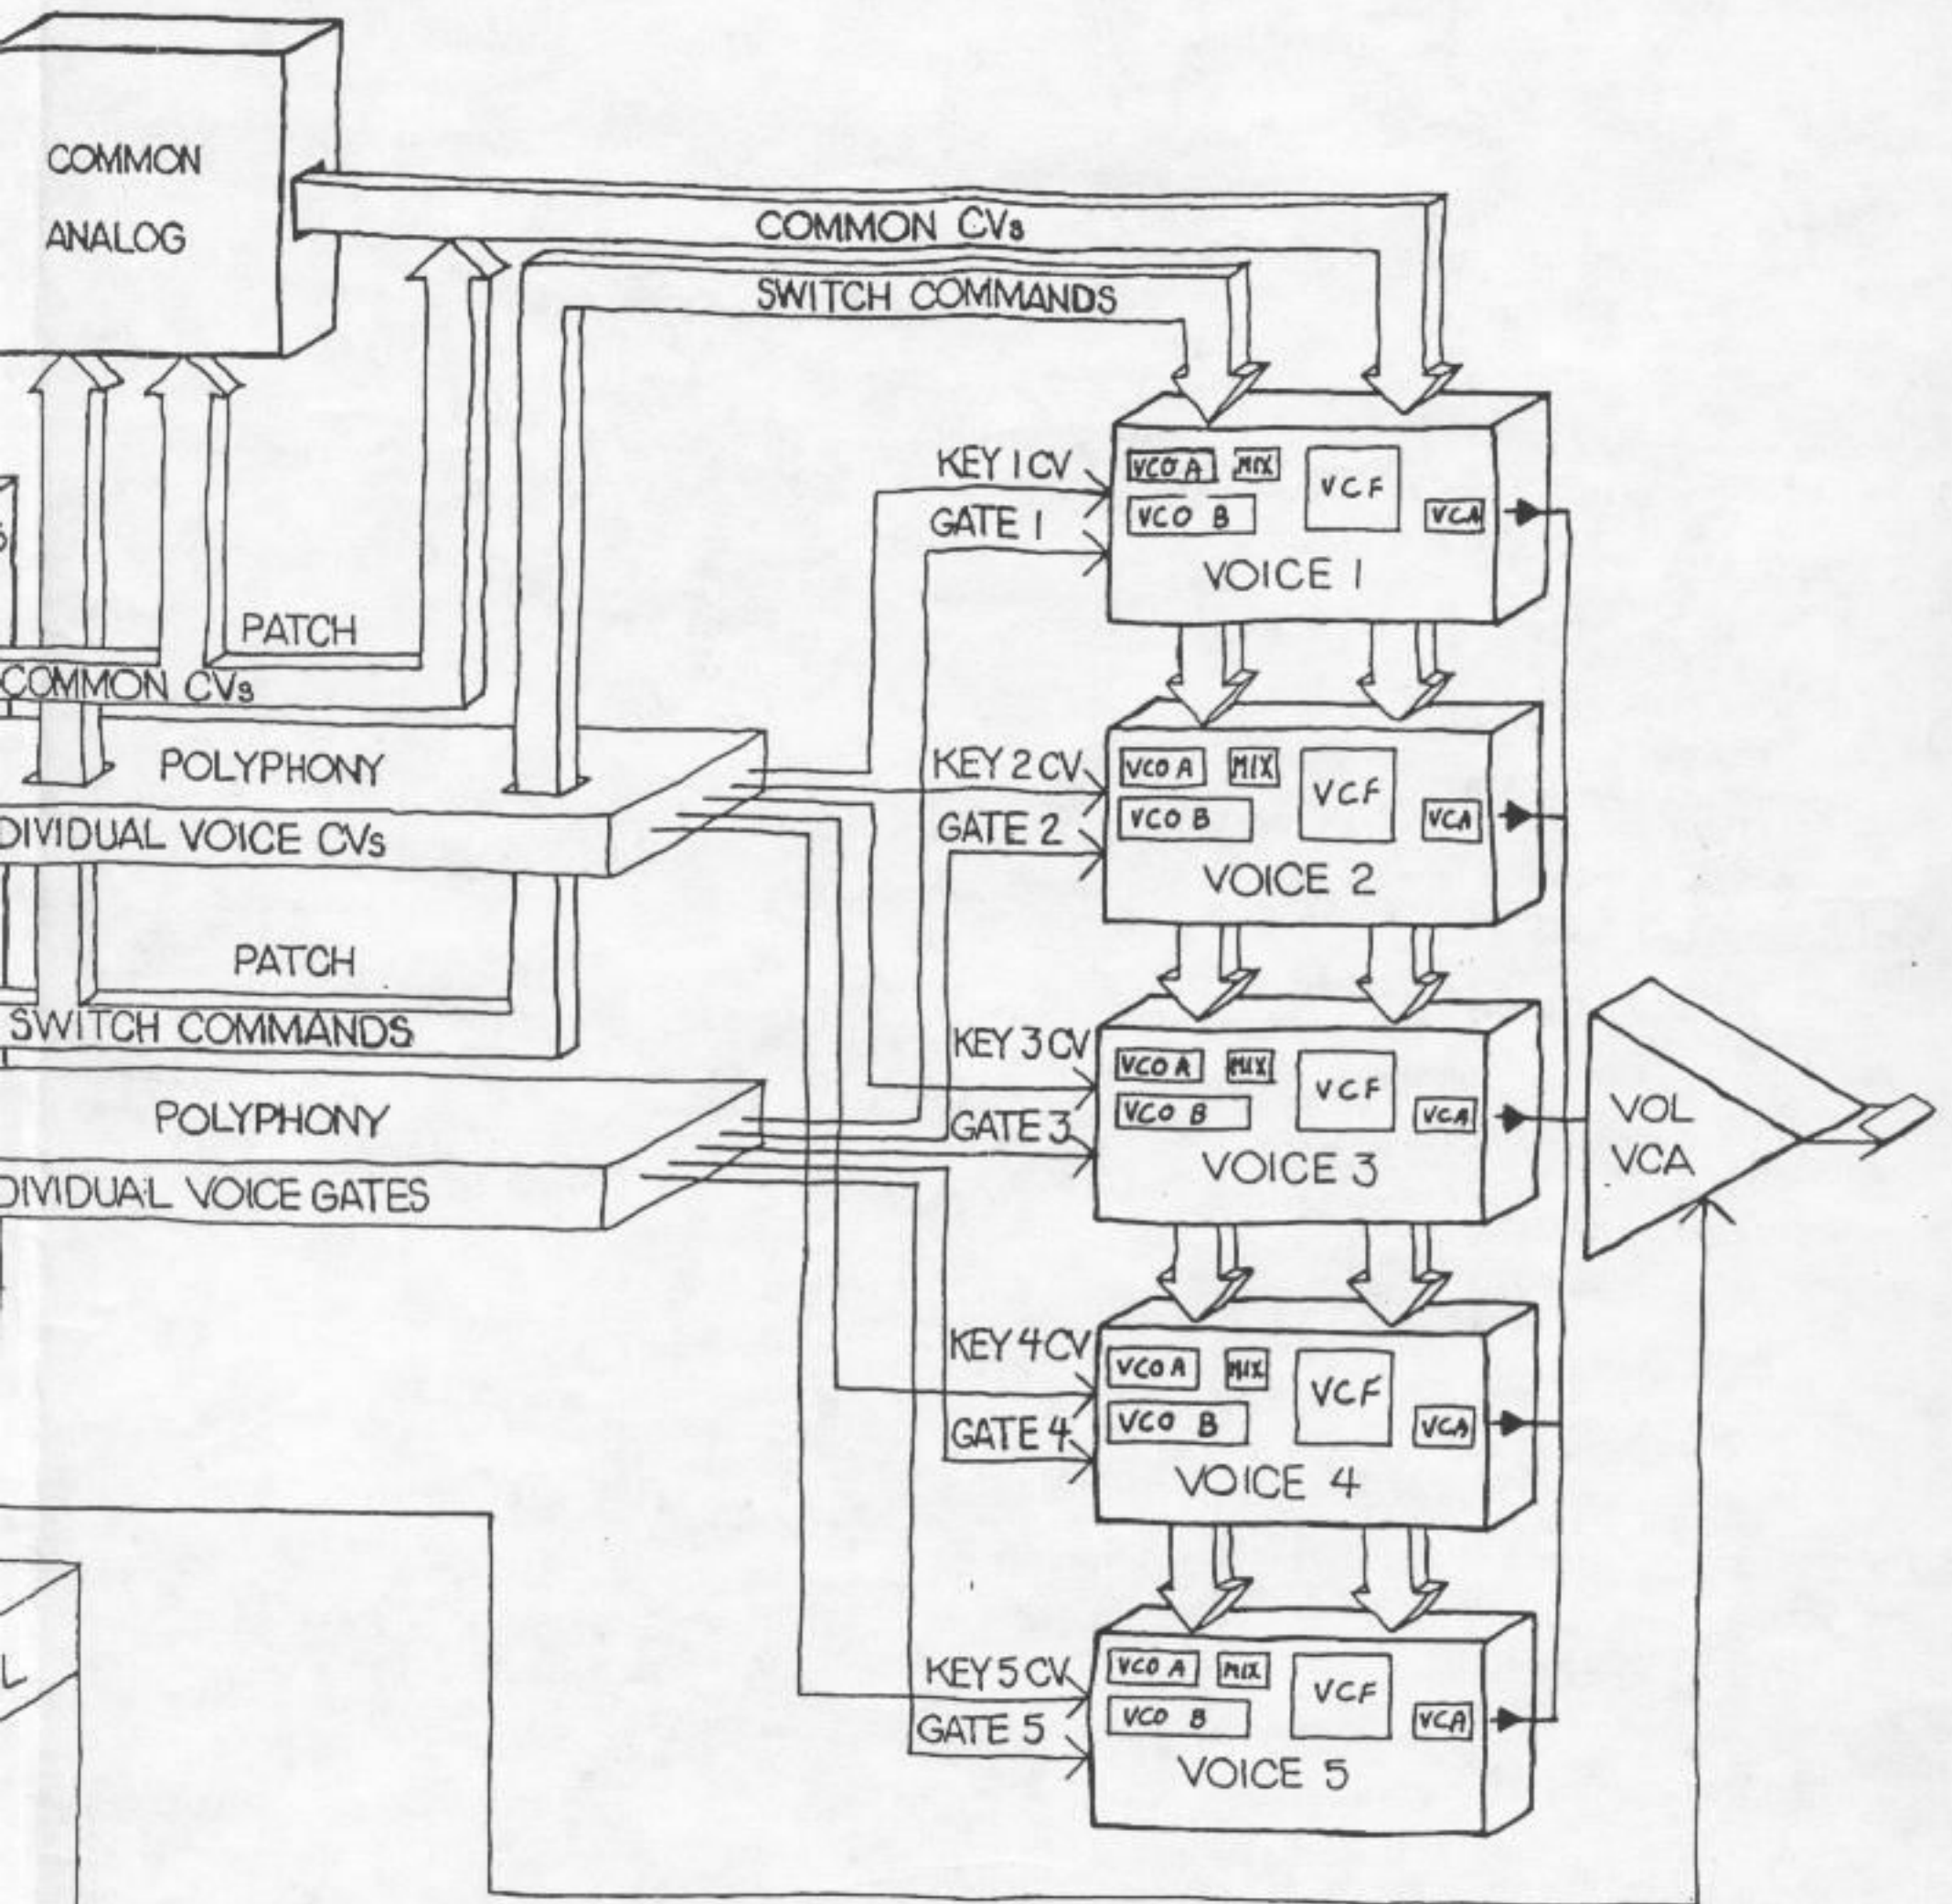 COMMON
ANALOG
COMMON CVs
SWITCH COMMANDS
PATCH
COMMON CVs
POLYPHONY
DIVIDUAL VOICE CVs
PATCH
SWITCH COMMANDS
POLYPHONY
DIVIDUAL VOICE GATES
KEY 1 CV
GATE 1
VCO A MIX VCF
VCO B VCA
VOICE 1
KEY 2 CV
GATE 2
VCO A MIX VCF
VCO B VCA
VOICE 2
KEY 3 CV
GATE 3
VCO A MIX VCF
VCO B VCA
VOICE 3
KEY 4 CV
GATE 4
VCO A MIX VCF
VCO B VCA
VOICE 4
KEY 5 CV
GATE 5
VCO A MIX VCF
VCO B VCA
VOICE 5
VOL
VCA
L